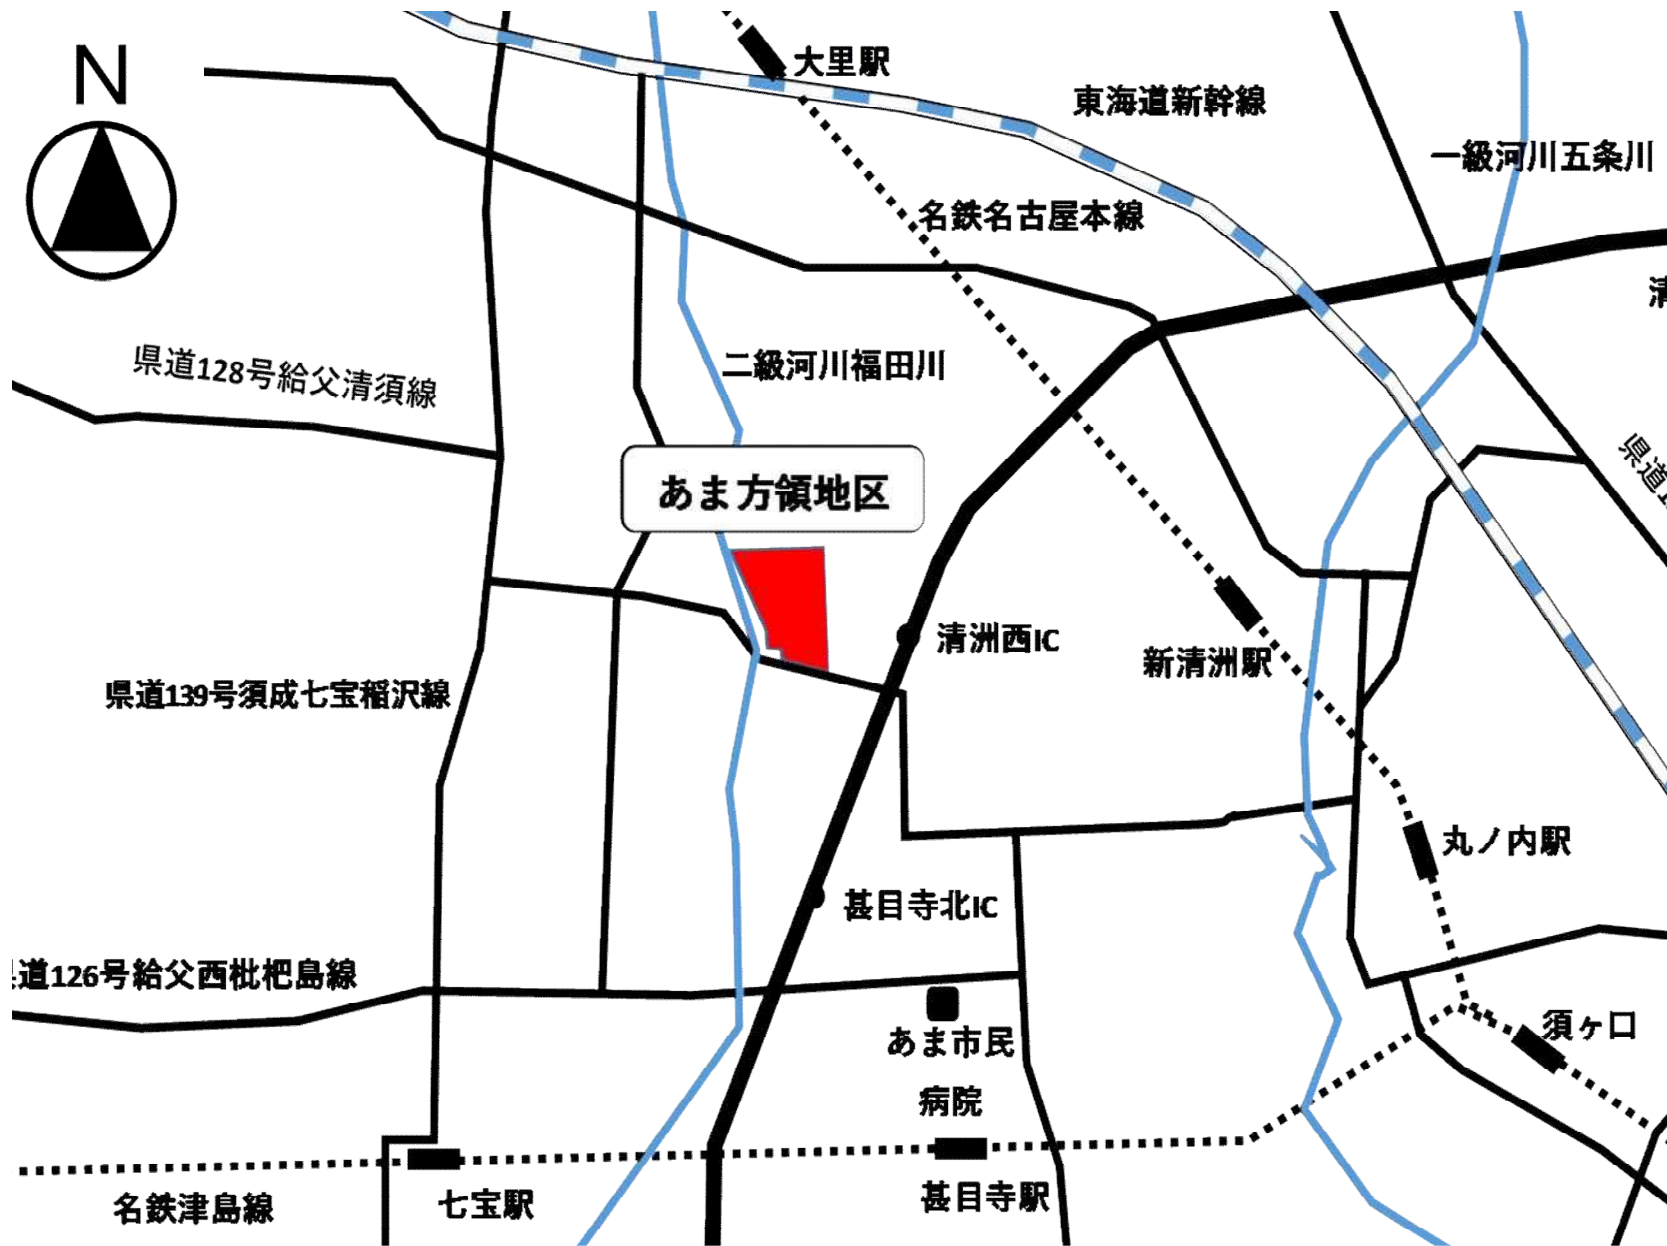 N
大里駅
東海道新幹線
一級河川五条川
名鉄名古屋本線
清
県道128号給父清須線
二級河川福田川
県道1
あま方領地区
清洲西IC
新清洲駅
県道139号須成七宝稲沢線
丸ノ内駅
甚目寺北IC
道126号給父西枇杷島線
あま市民
病院
須ヶ口
名鉄津島線
七宝駅
甚目寺駅